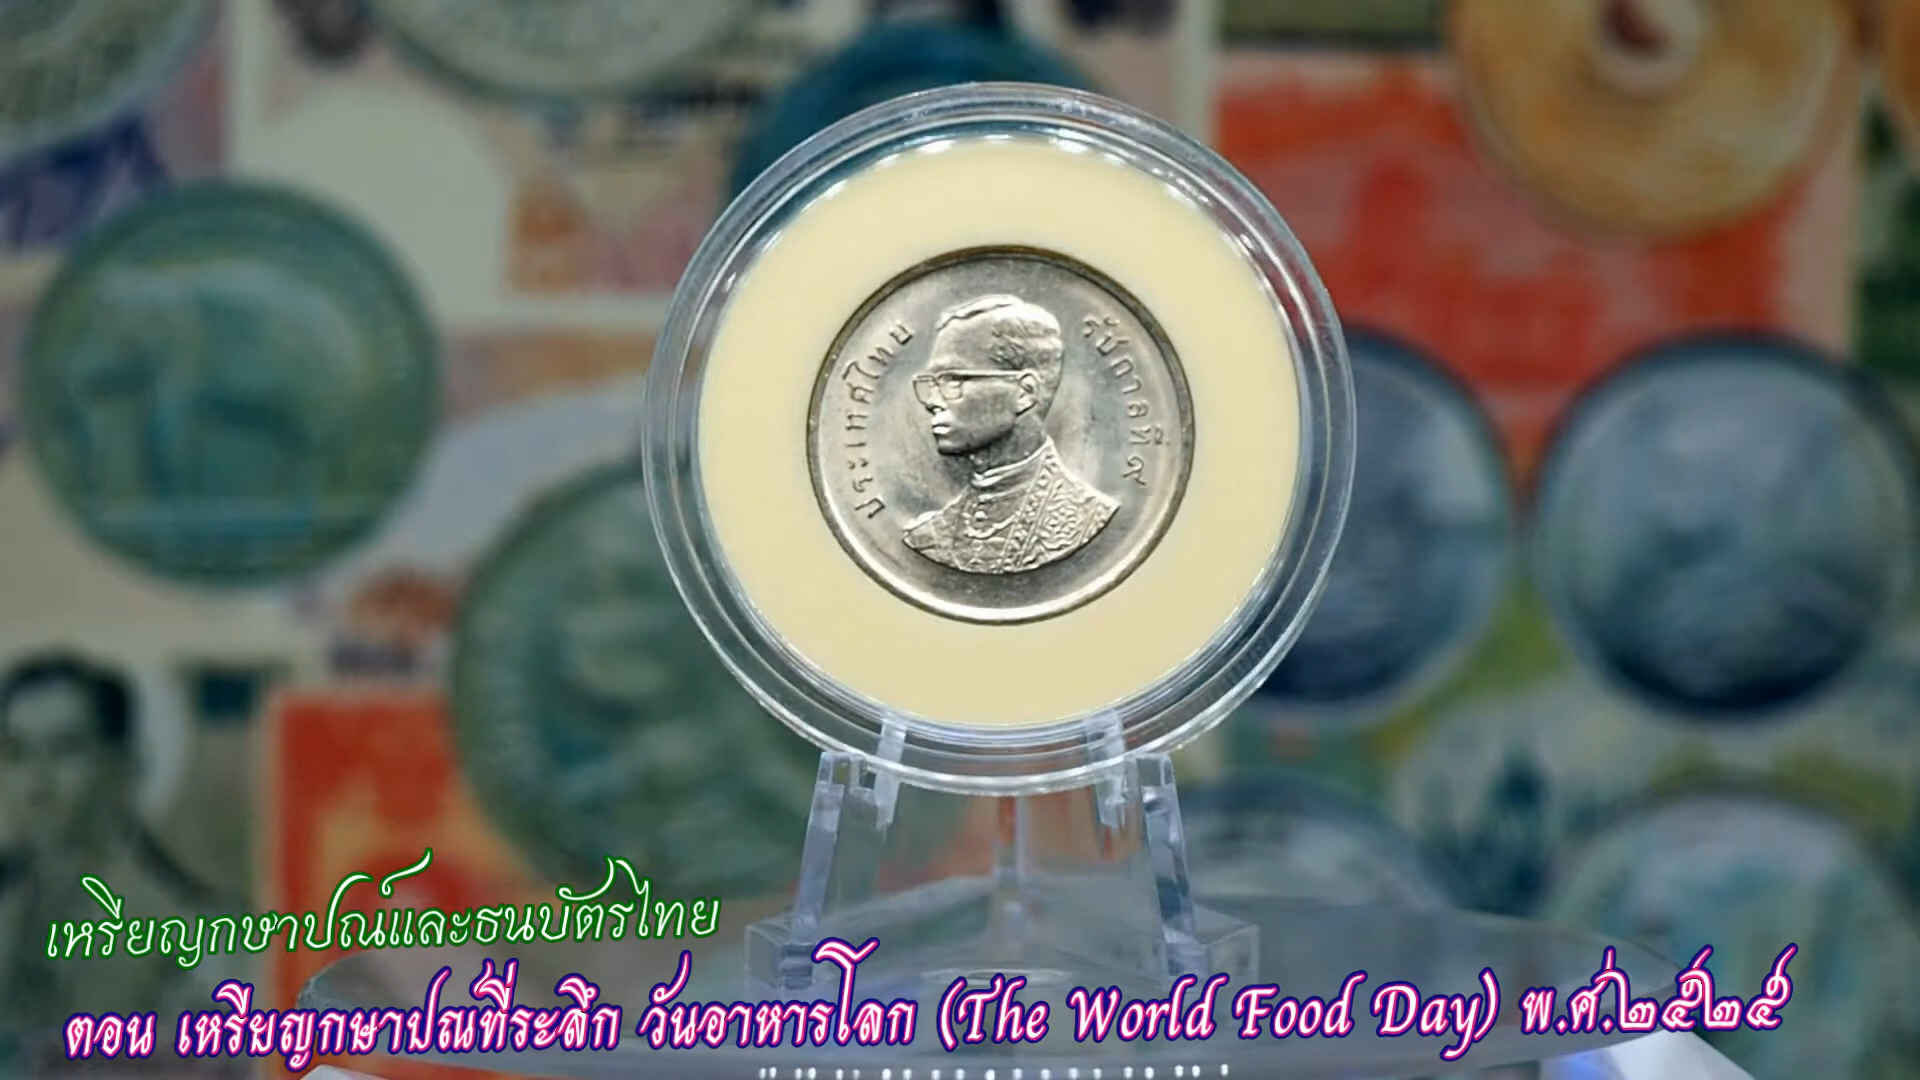 ประเทศไทย
รัชกาลที่ ๙
เหรียญกษาปณ์และธนบัตรไทย
ตอน เหรียญกษาปณ์ที่ระลึก วันอาหารโลก (The World Food Day) พ.ศ.๒๕๒๕